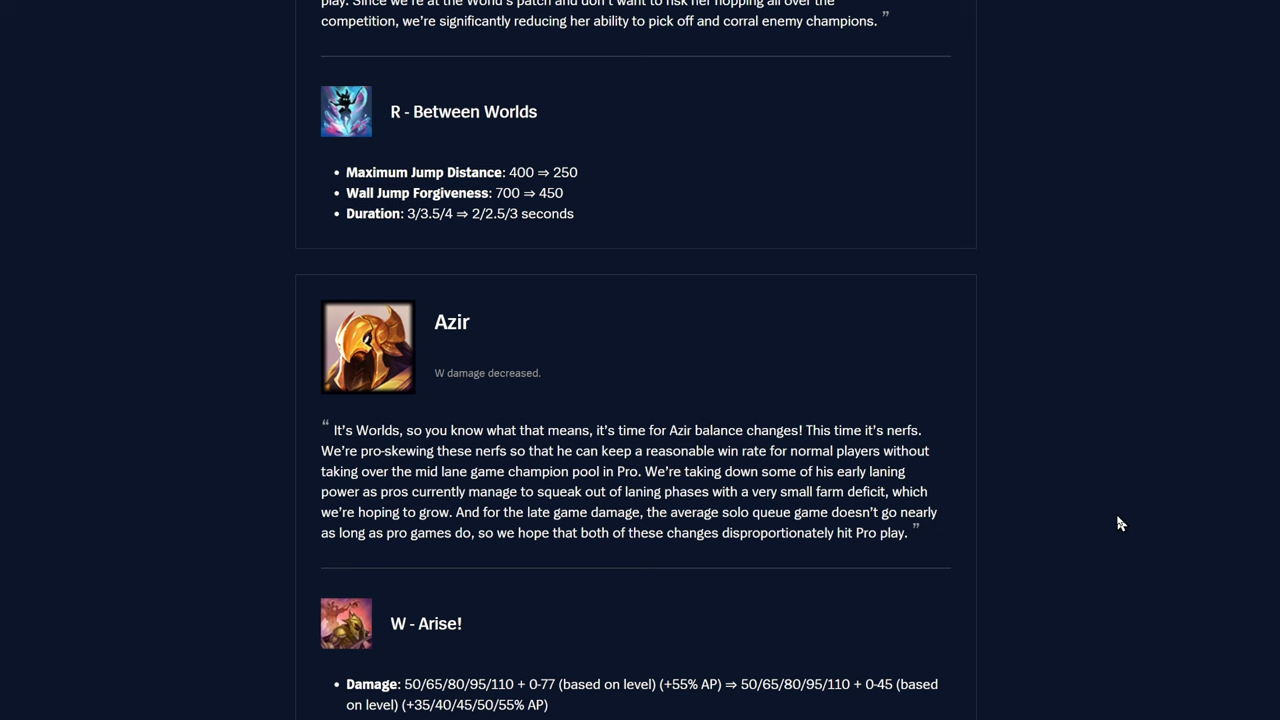 play. Since we're at the World's patch and don't want to risk her hopping all over the
competition, we're significantly reducing her ability to pick off and corral enemy champions. ”
R - Between Worlds
• Maximum Jump Distance: 400 ⇒ 250
• Wall Jump Forgiveness: 700 ⇒ 450
• Duration: 3/3.5/4 ⇒ 2/2.5/3 seconds
Azir
W damage decreased.
“ It's Worlds, so you know what that means, it's time for Azir balance changes! This time it's nerfs.
We're pro-skewing these nerfs so that he can keep a reasonable win rate for normal players without
taking over the mid lane game champion pool in Pro. We're taking down some of his early laning
power as pros currently manage to squeak out of laning phases with a very small farm deficit, which
we're hoping to grow. And for the late game damage, the average solo queue game doesn't go nearly
as long as pro games do, so we hope that both of these changes disproportionately hit Pro play. ”
W - Arise!
• Damage: 50/65/80/95/110 + 0-77 (based on level) (+55% AP) ⇒ 50/65/80/95/110 + 0-45 (based
on level) (+35/40/45/50/55% AP)